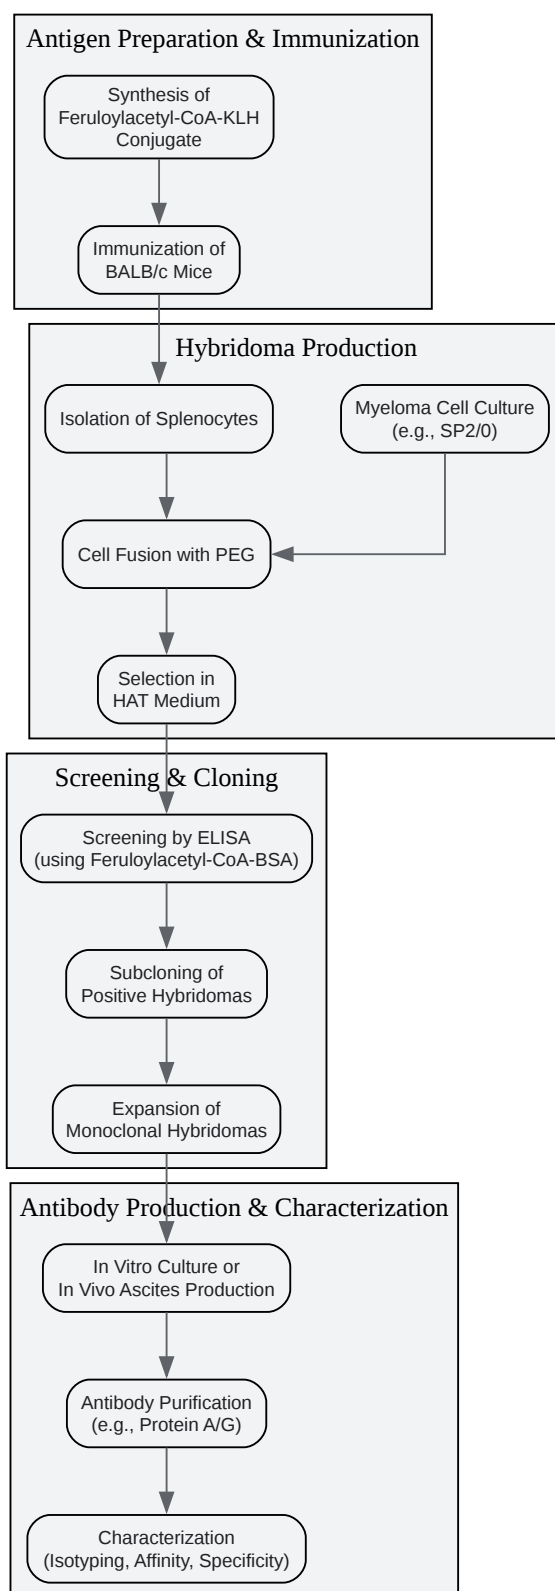 Antigen Preparation & Immunization
Synthesis of
Feruloylacetyl-CoA-KLH
Conjugate
Immunization of
BALB/c Mice
Hybridoma Production
Isolation of Splenocytes
Myeloma Cell Culture
(e.g., SP2/0)
Cell Fusion with PEG
Selection in
HAT Medium
Screening & Cloning
Screening by ELISA
(using Feruloylacetyl-CoA-BSA)
Subcloning of
Positive Hybridomas
Expansion of
Monoclonal Hybridomas
Antibody Production & Characterization
In Vitro Culture or
In Vivo Ascites Production
Antibody Purification
(e.g., Protein A/G)
Characterization
(Isotyping, Affinity, Specificity)